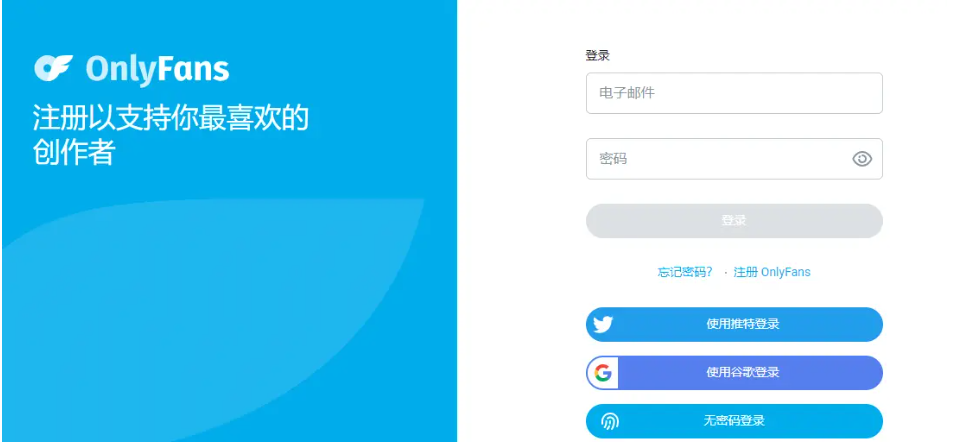 OnlyFans
注册以支持你最喜欢的
创作者
登录
电子邮件
密码
登录
忘记密码? · 注册 OnlyFans
使用推特登录
使用谷歌登录
无密码登录